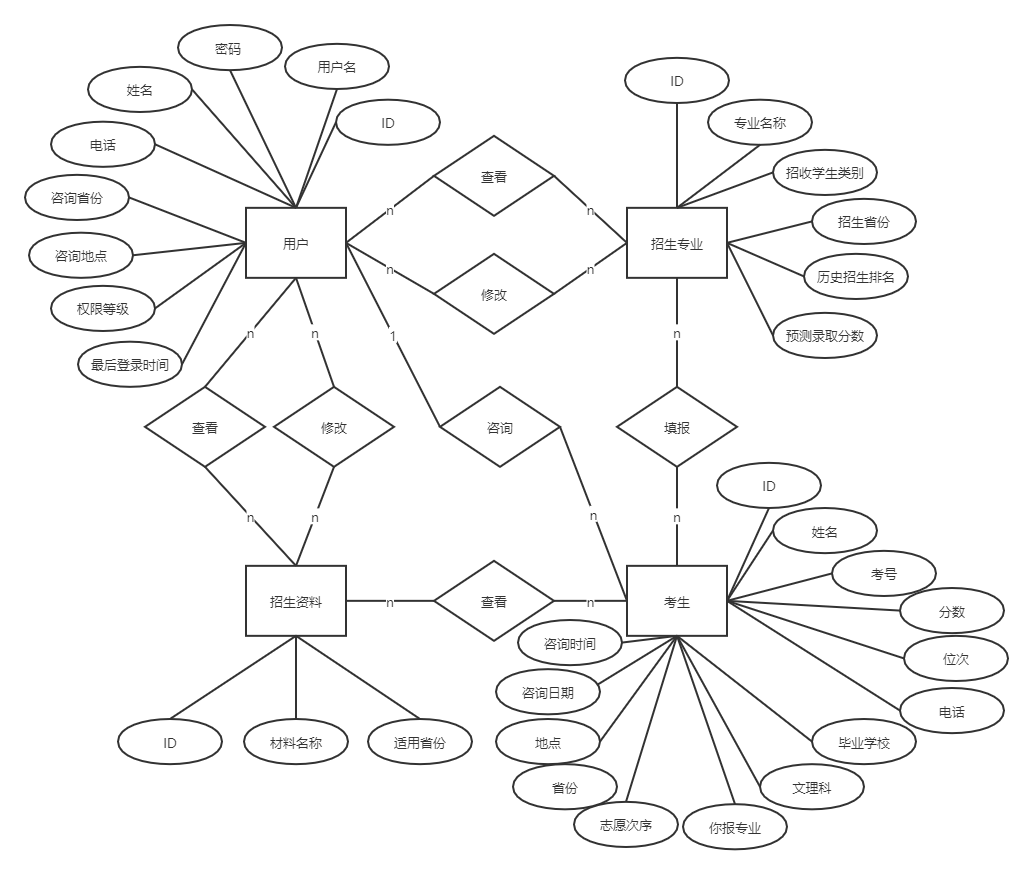 密码
用户名
姓名
ID
电话
咨询省份
咨询地点
权限等级
最后登录时间
用户
ID
专业名称
招收学生类别
招生省份
历史招生排名
预测录取分数
招生专业
n
查看
n
n
修改
n
n
n
1
n
查看
修改
咨询
填报
n
n
n
n
招生资料
n
查看
n
考生
ID
姓名
考号
分数
位次
电话
毕业学校
文理科
你报专业
志愿次序
省份
地点
咨询日期
咨询时间
ID
材料名称
适用省份